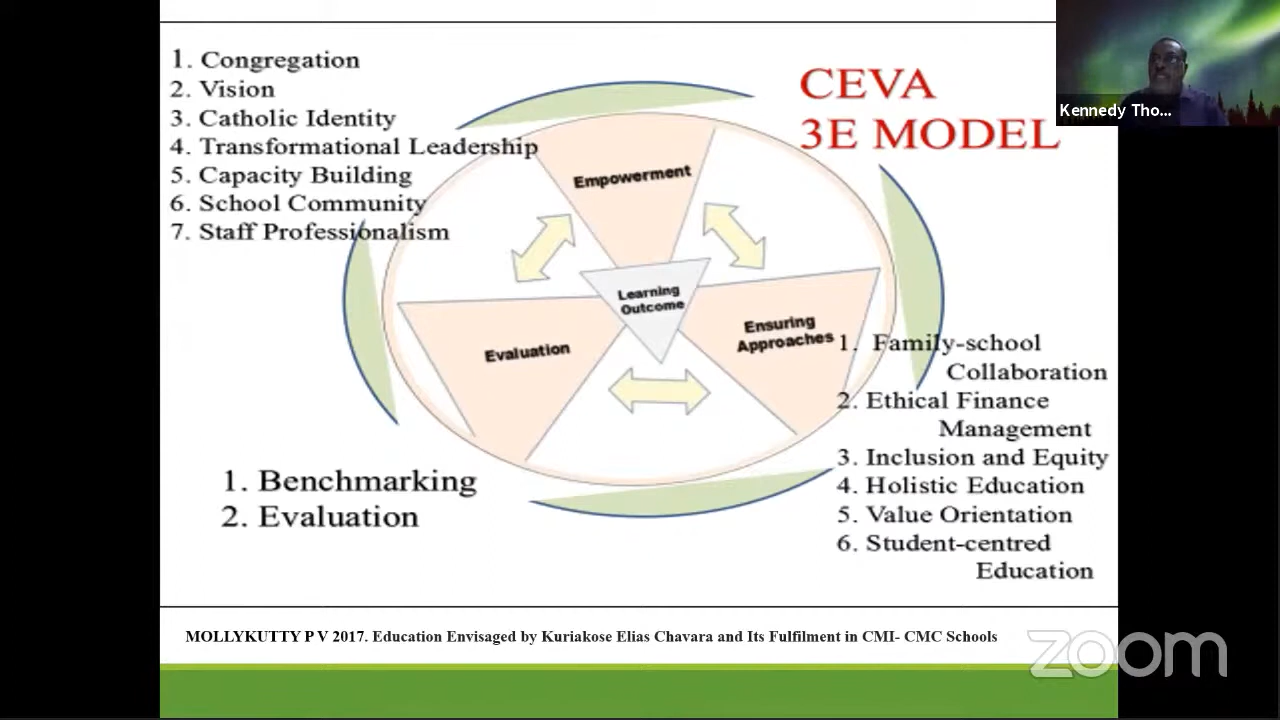 1. Congregation
2. Vision
3. Catholic Identity
4. Transformational Leadership
5. Capacity Building
6. School Community
7. Staff Professionalism
CEVA
3E MODEL
Kennedy Tho...
Empowerment
Learning
Outcome
Evaluation
Ensuring
Approaches
1. Family-school
Collaboration
2. Ethical Finance
Management
3. Inclusion and Equity
4. Holistic Education
5. Value Orientation
6. Student-centred
Education
1. Benchmarking
2. Evaluation
MOLLYKUTTY P V 2017. Education Envisaged by Kuriakose Elias Chavara and Its Fulfilment in CMI- CMC Schools
zoom